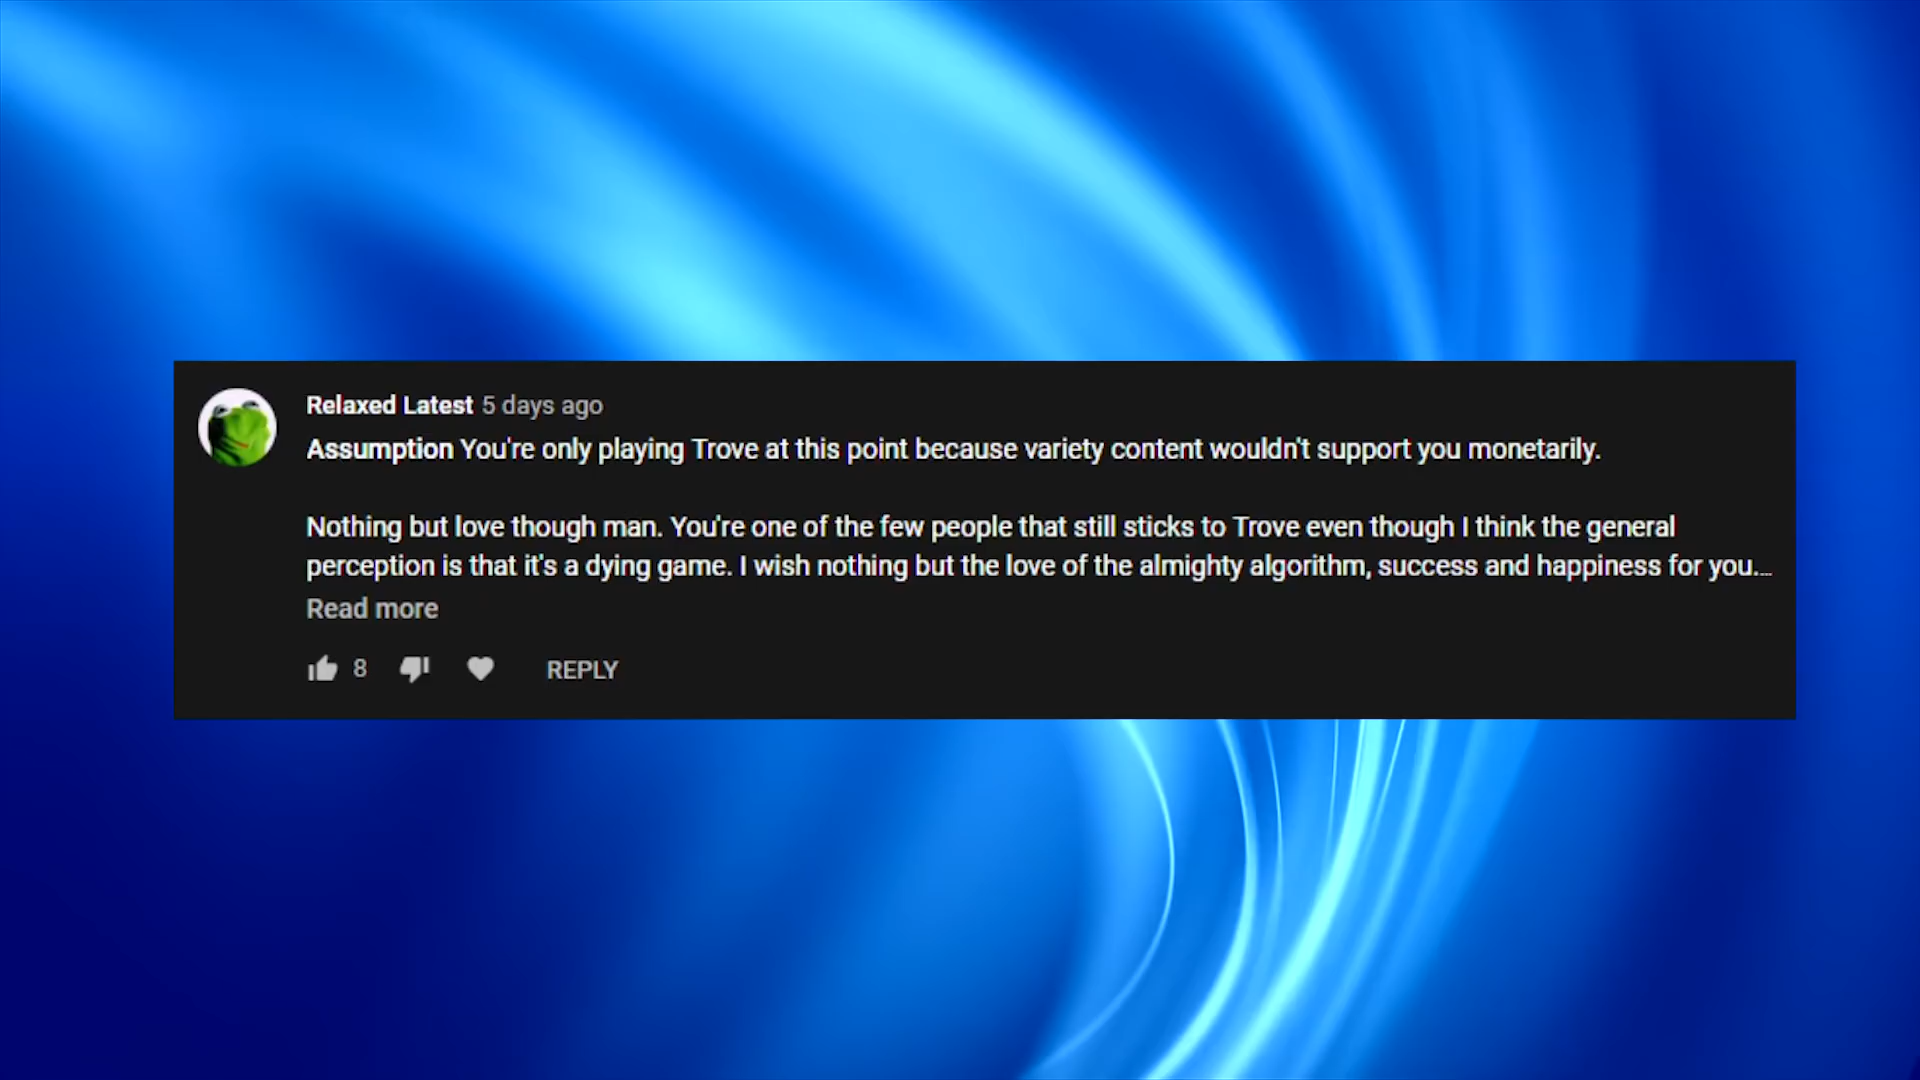 Relaxed Latest 5 days ago
Assumption You're only playing Trove at this point because variety content wouldn't support you monetarily.
Nothing but love though man. You're one of the few people that still sticks to Trove even though I think the general
perception is that it's a dying game. I wish nothing but the love of the almighty algorithm, success and happiness for you....
Read more
8 REPLY